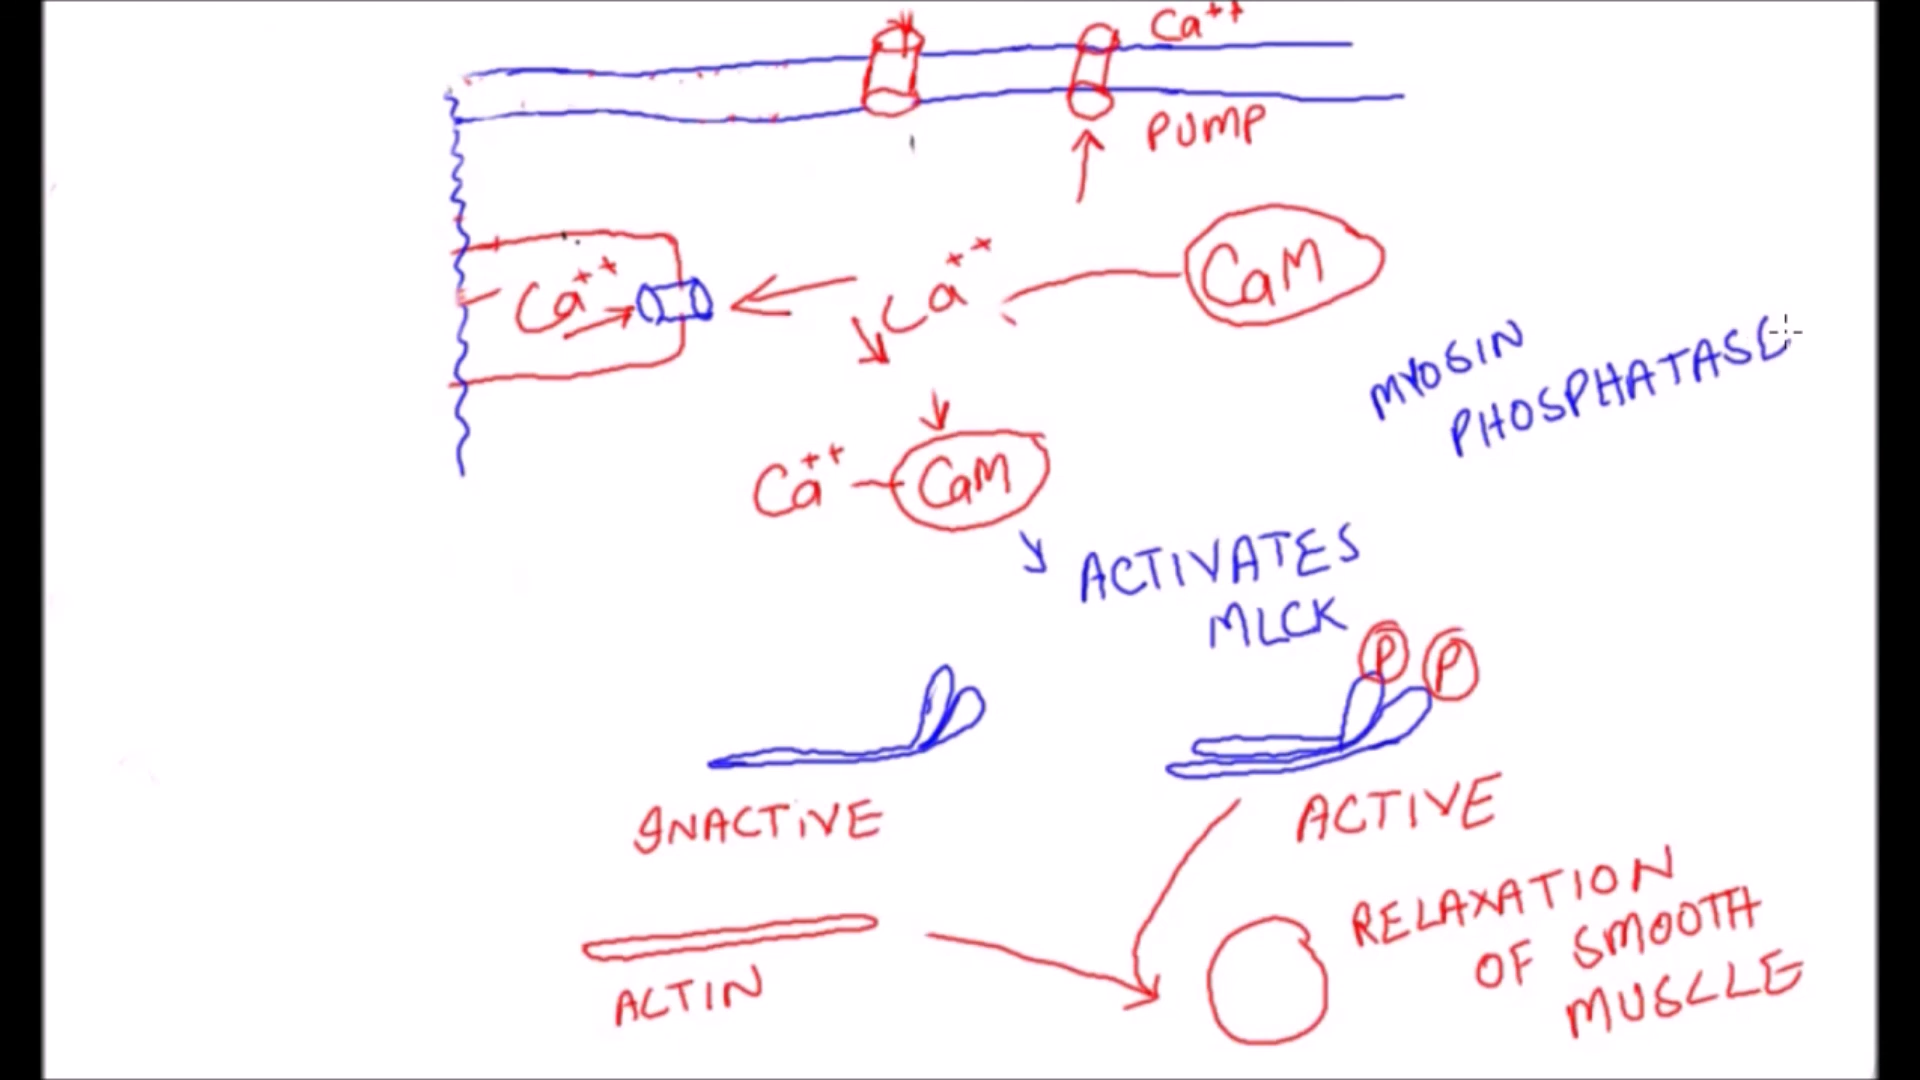 Ca++
PUMP
Ca++
Ca++
CaM
MYOSIN
PHOSPHATASE
Ca++
CaM
ACTIVATES
MLCK
P
P
INACTIVE
ACTIVE
ACTIN
RELAXATION
OF SMOOTH
MUSCLE